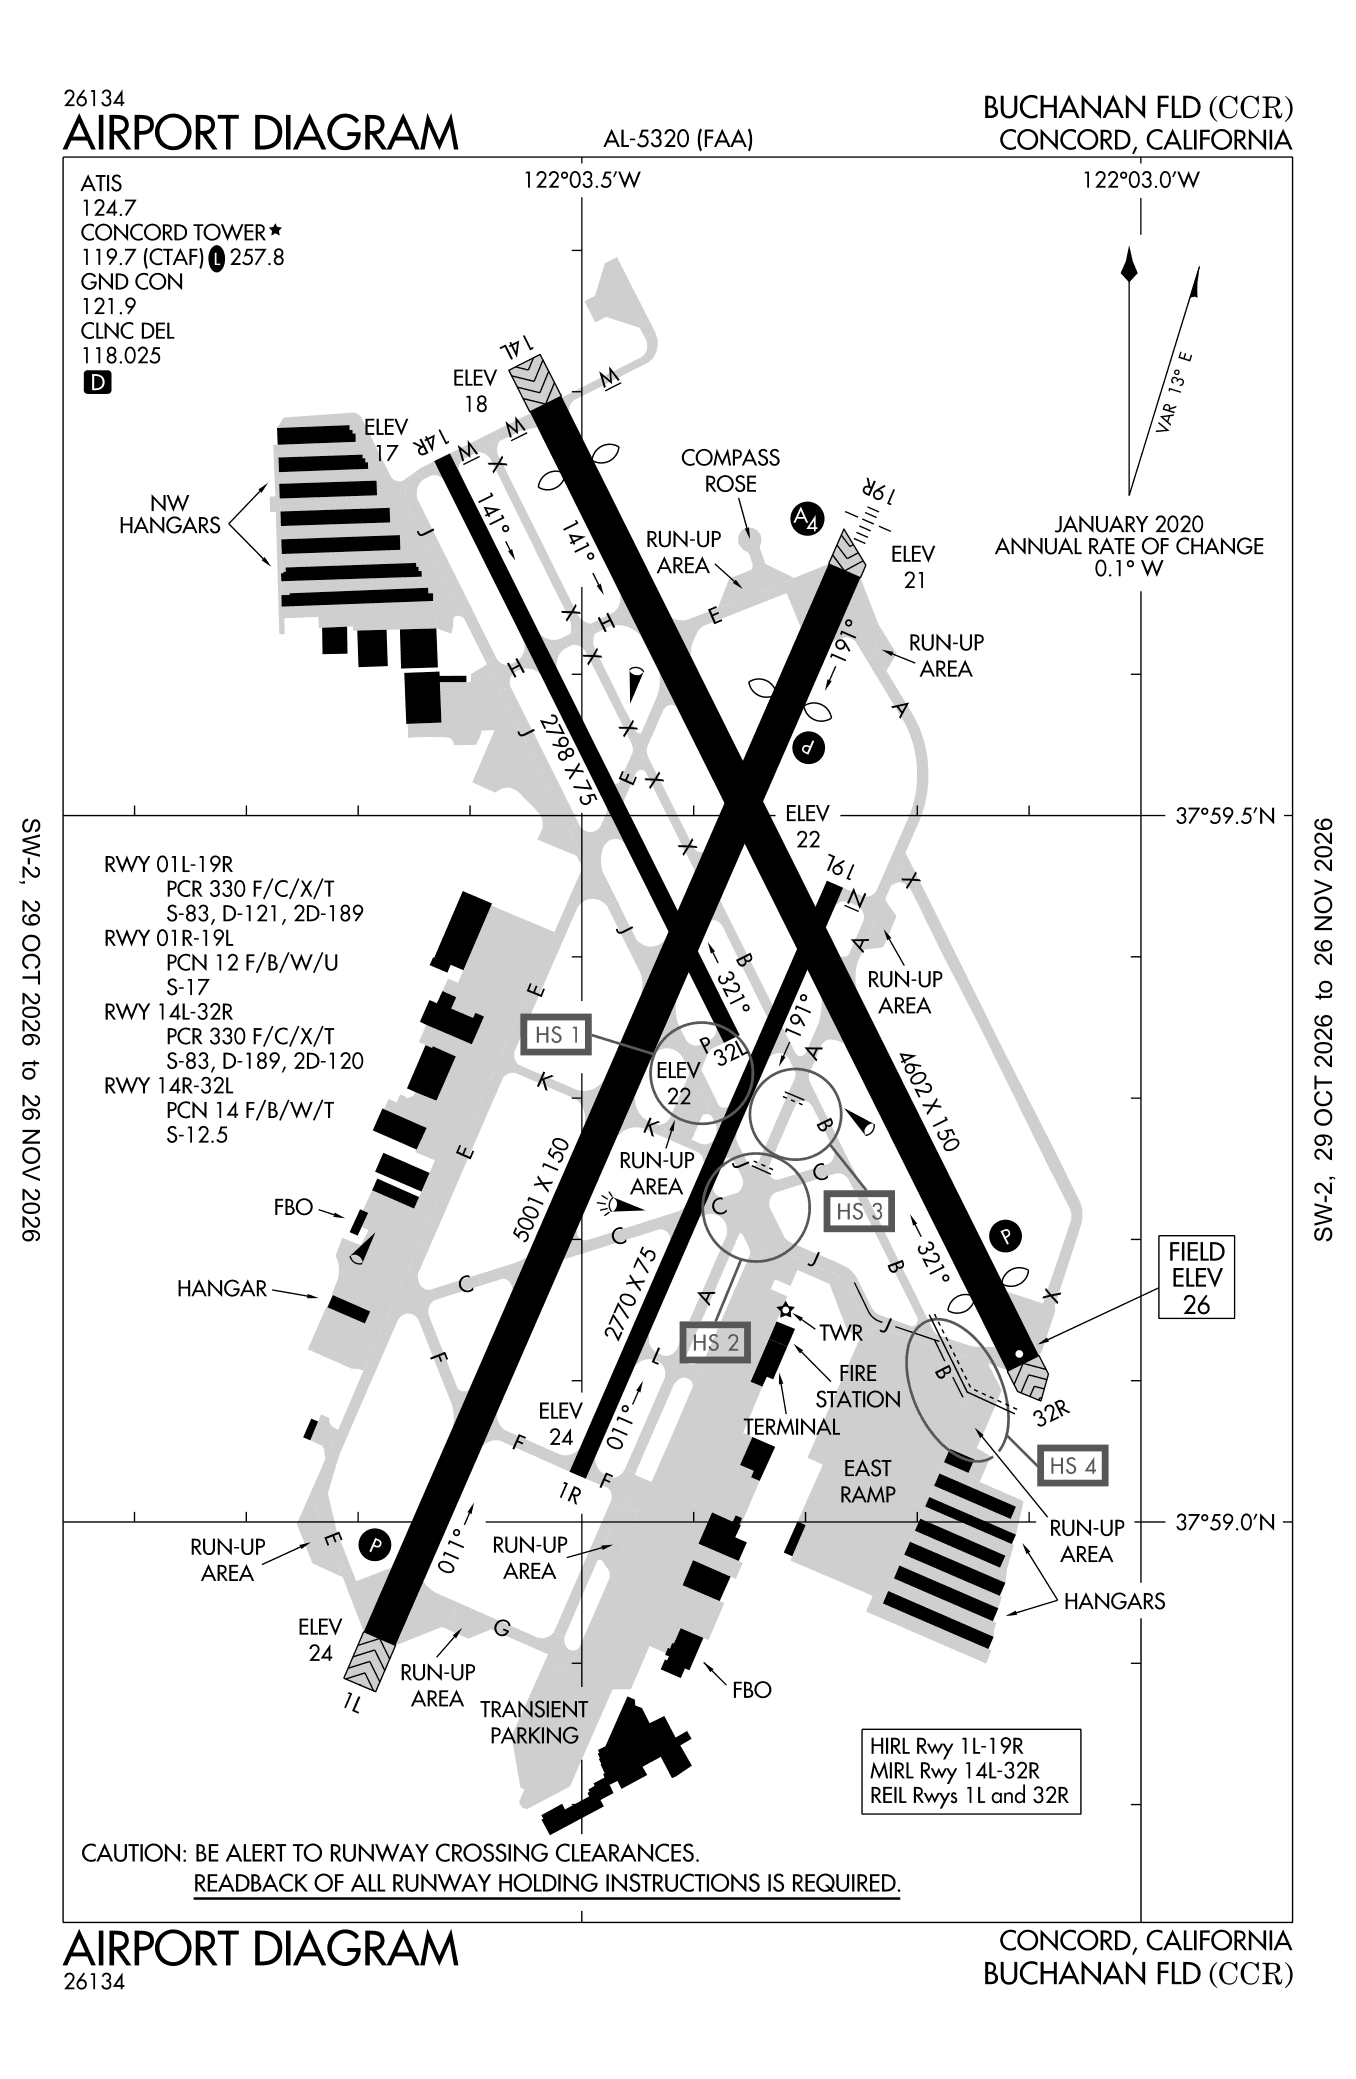 26134
AIRPORT DIAGRAM
AL-5320 (FAA)
BUCHANAN FLD (CCR)
CONCORD, CALIFORNIA
122°03.5'W
122°03.0'W
ATIS
124.7
CONCORD TOWER★
119.7 (CTAF) L 257.8
GND CON
121.9
CLNC DEL
118.025
D
VAR 13° E
JANUARY 2020
ANNUAL RATE OF CHANGE
0.1° W
14L
ELEV
18
W
ELEV
17
14R
W
W
X
NW
HANGARS
J
141°
141°
COMPASS
ROSE
RUN-UP
AREA
A4
19R
ELEV
21
E
191°
RUN-UP
AREA
A
X
H
X
H
J
X
E
X
2798 X 75
P
ELEV
22
37°59.5'N
X
19L
X
N
A
RUN-UP
AREA
RWY 01L-19R
PCR 330 F/C/X/T
S-83, D-121, 2D-189
RWY 01R-19L
PCN 12 F/B/W/U
S-17
RWY 14L-32R
PCR 330 F/C/X/T
S-83, D-189, 2D-120
RWY 14R-32L
PCN 14 F/B/W/T
S-12.5
J
B
E
321°
191°
HS 1
P
32L
ELEV
22
A
4602 X 150
K
K
B
RUN-UP
AREA
J
C
E
5001 X 150
FBO
C
C
HS 3
P
J
B
321°
FIELD
ELEV
26
HANGAR
C
A
2770 X 75
X
HS 2
TWR
J
FIRE
STATION
L
F
B
TERMINAL
32R
ELEV
24
011°
F
F
1R
EAST
RAMP
HS 4
37°59.0'N
RUN-UP
AREA
E
P
011°
RUN-UP
AREA
RUN-UP
AREA
HANGARS
ELEV
24
G
1L
RUN-UP
AREA
FBO
TRANSIENT
PARKING
HIRL Rwy 1L-19R
MIRL Rwy 14L-32R
REIL Rwys 1L and 32R
CAUTION: BE ALERT TO RUNWAY CROSSING CLEARANCES.
READBACK OF ALL RUNWAY HOLDING INSTRUCTIONS IS REQUIRED.
AIRPORT DIAGRAM
26134
CONCORD, CALIFORNIA
BUCHANAN FLD (CCR)
SW-2, 29 OCT 2026 to 26 NOV 2026
SW-2, 29 OCT 2026 to 26 NOV 2026